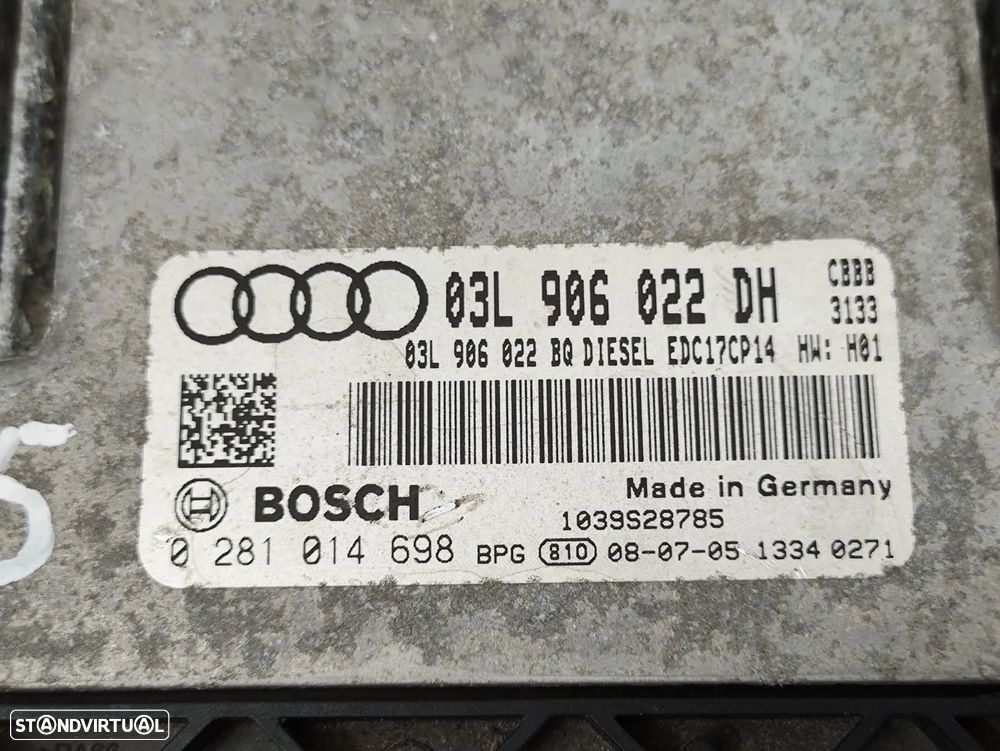 03L 906 022 DH
CBBB
3133
03L 906 022 BQ DIESEL EDC17CP14 HW: H01
BOSCH
Made in Germany
1039S28785
0 281 014 698 BPG 810 08-07-05 1334 0271
5
STANDVIRTUAL